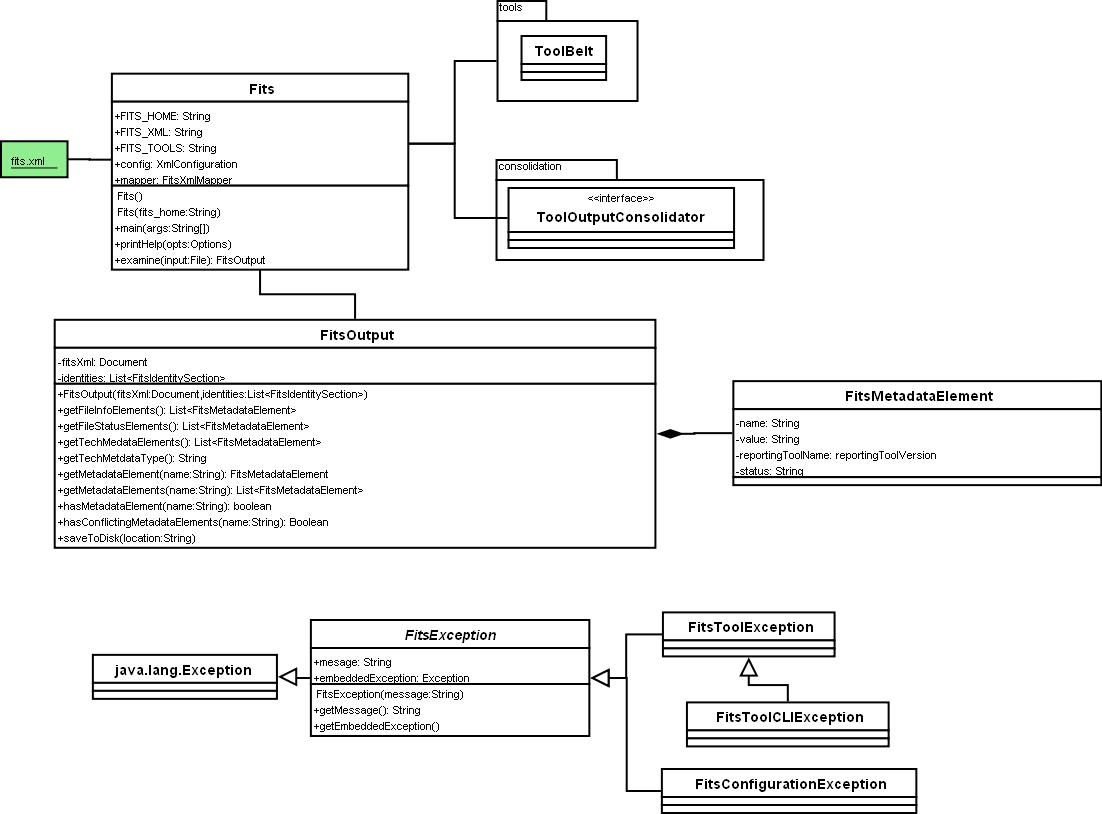 tools
ToolBelt
Fits
+FITS_HOME: String
+FITS_XML: String
+FITS_TOOLS: String
+config: XmlConfiguration
+mapper: FitsXmlMapper
Fits()
Fits(fits_home:String)
+main(args:String[])
+printHelp(opts:Options)
+examine(input:File): FitsOutput
fits.xml
consolidation
<<interface>>
ToolOutputConsolidator
FitsOutput
-fitsXml: Document
-identities: List<FitsIdentitySection>
+FitsOutput(fitsXml:Document,identities:List<FitsIdentitySection>)
+getFileInfoElements(): List<FitsMetadataElement>
+getFileStatusElements(): List<FitsMetadataElement>
+getTechMedataElements(): List<FitsMetadataElement>
+getTechMetdataType(): String
+getMetadataElement(name:String): FitsMetadataElement
+getMetadataElements(name:String): List<FitsMetadataElement>
+hasMetadataElement(name:String): boolean
+hasConflictingMetadataElements(name:String): Boolean
+saveToDisk(location:String)
FitsMetadataElement
-name: String
-value: String
-reportingToolName: reportingToolVersion
-status: String
java.lang.Exception
FitsException
+message: String
+embeddedException: Exception
FitsException(message:String)
+getMessage(): String
+getEmbeddedException()
FitsToolException
FitsToolCLIException
FitsConfigurationException